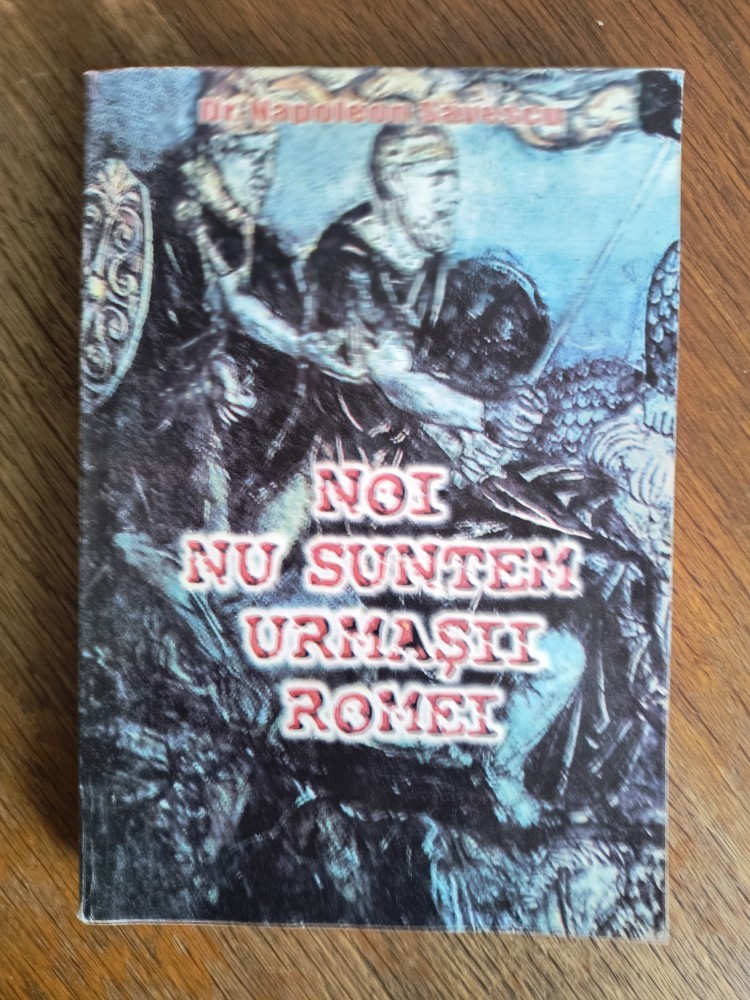 Dr. Napoleon Săvescu
NOI
NU SUNTEM
URMAȘII
ROMEI